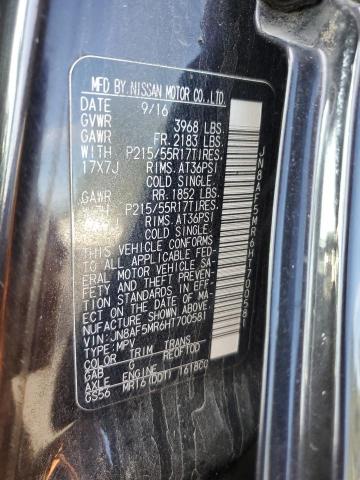 MFD BY NISSAN MOTOR CO., LTD.
DATE 9/16
GVWR 3968 LBS.
GAWR FR. 2183 LBS.
WITH P215/55R17TIRES.
17X7J RIMS. AT36PSI
COLD SINGLE.
GAWR RR. 1852 LBS.
WITH P215/55R17TIRES.
17X7J RIMS. AT36PSI
COLD SINGLE.
THIS VEHICLE CONFORMS
TO ALL APPLICABLE FED-
ERAL MOTOR VEHICLE SA-
FETY AND THEFT PREVEN-
TION STANDARDS IN EFF-
ECT ON THE DATE OF MA-
NUFACTURE SHOWN ABOVE.
VIN: JN8AF5MR6HT700581
TYPE: MPV
COLOR TRIM TRANS
GAB G RE0F10D
AXLE ENGINE
GS56 MR16(DDT) 1618CC
JN8AF5MR6HT700581